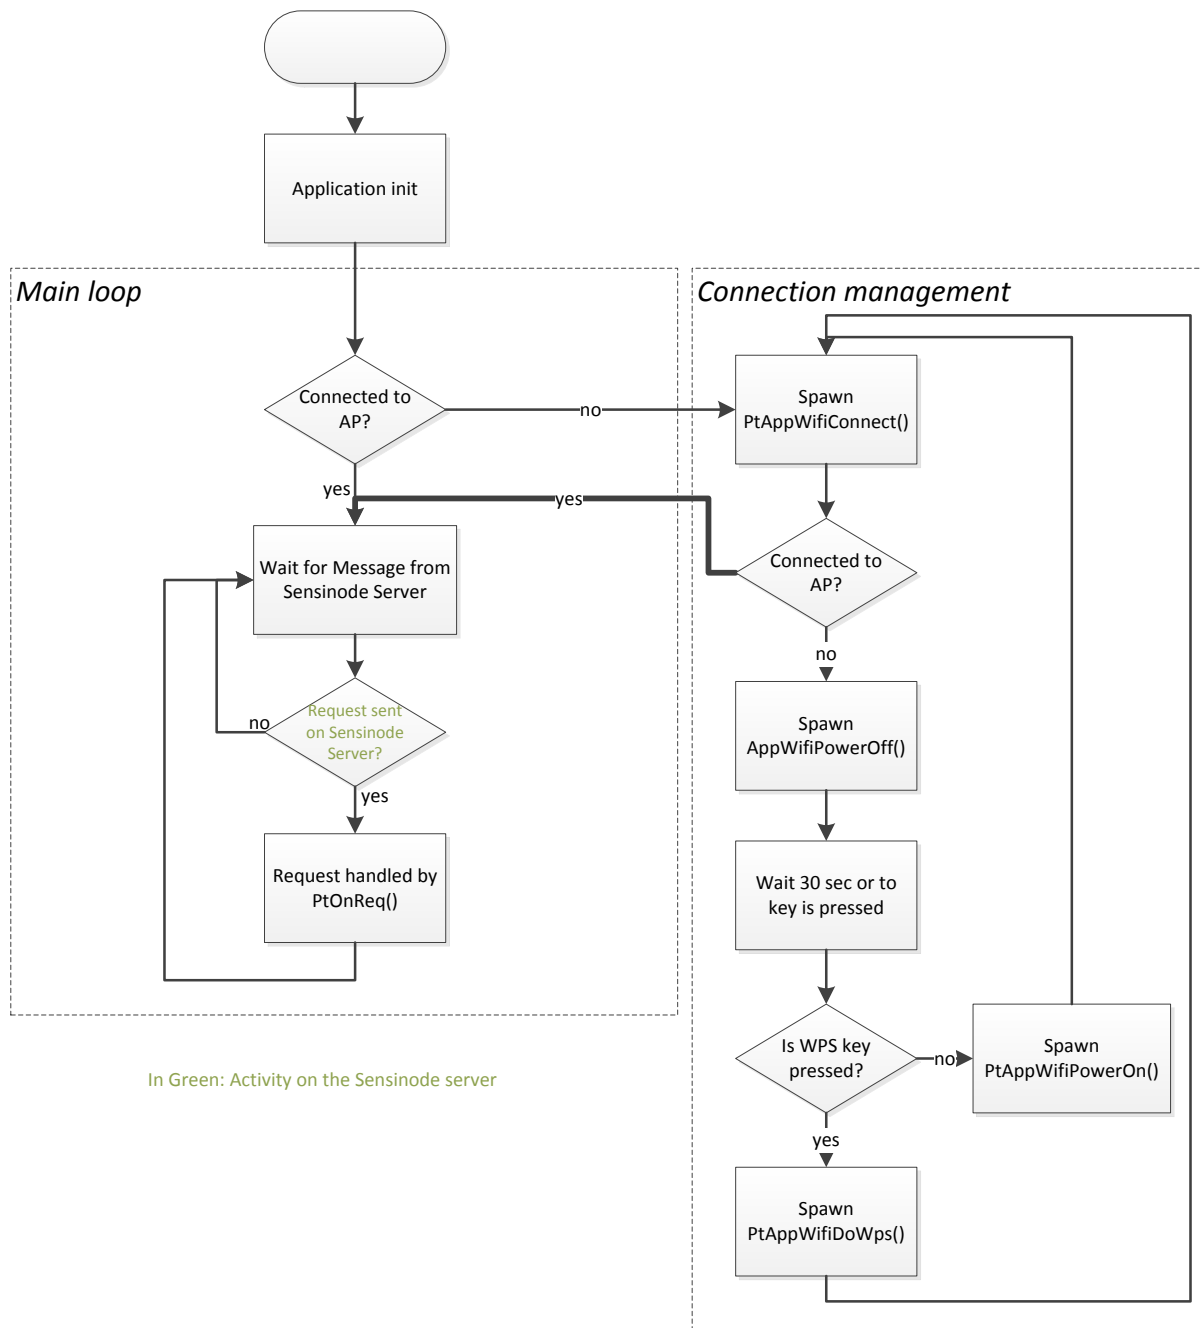 Application init
Main loop
Connected to
AP?
no
yes
yes
Wait for Message from
Sensinode Server
Request sent
on Sensinode
Server?
no
yes
Request handled by
PtOnReq()
In Green: Activity on the Sensinode server
Connection management
Spawn
PtAppWifiConnect()
Connected to
AP?
no
Spawn
AppWifiPowerOff()
Wait 30 sec or to
key is pressed
Is WPS key
pressed?
no
Spawn
PtAppWifiPowerOn()
yes
Spawn
PtAppWifiDoWps()